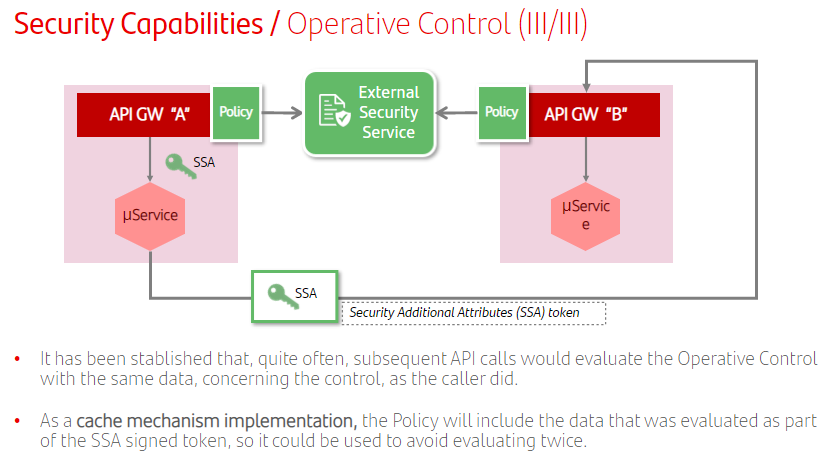 Security Capabilities / Operative Control (III/III)
API GW "A"
Policy
External
Security
Service
Policy
API GW "B"
SSA
µService
µServic
e
SSA
Security Additional Attributes (SSA) token
• It has been stablished that, quite often, subsequent API calls would evaluate the Operative Control
with the same data, concerning the control, as the caller did.
• As a cache mechanism implementation, the Policy will include the data that was evaluated as part
of the SSA signed token, so it could be used to avoid evaluating twice.